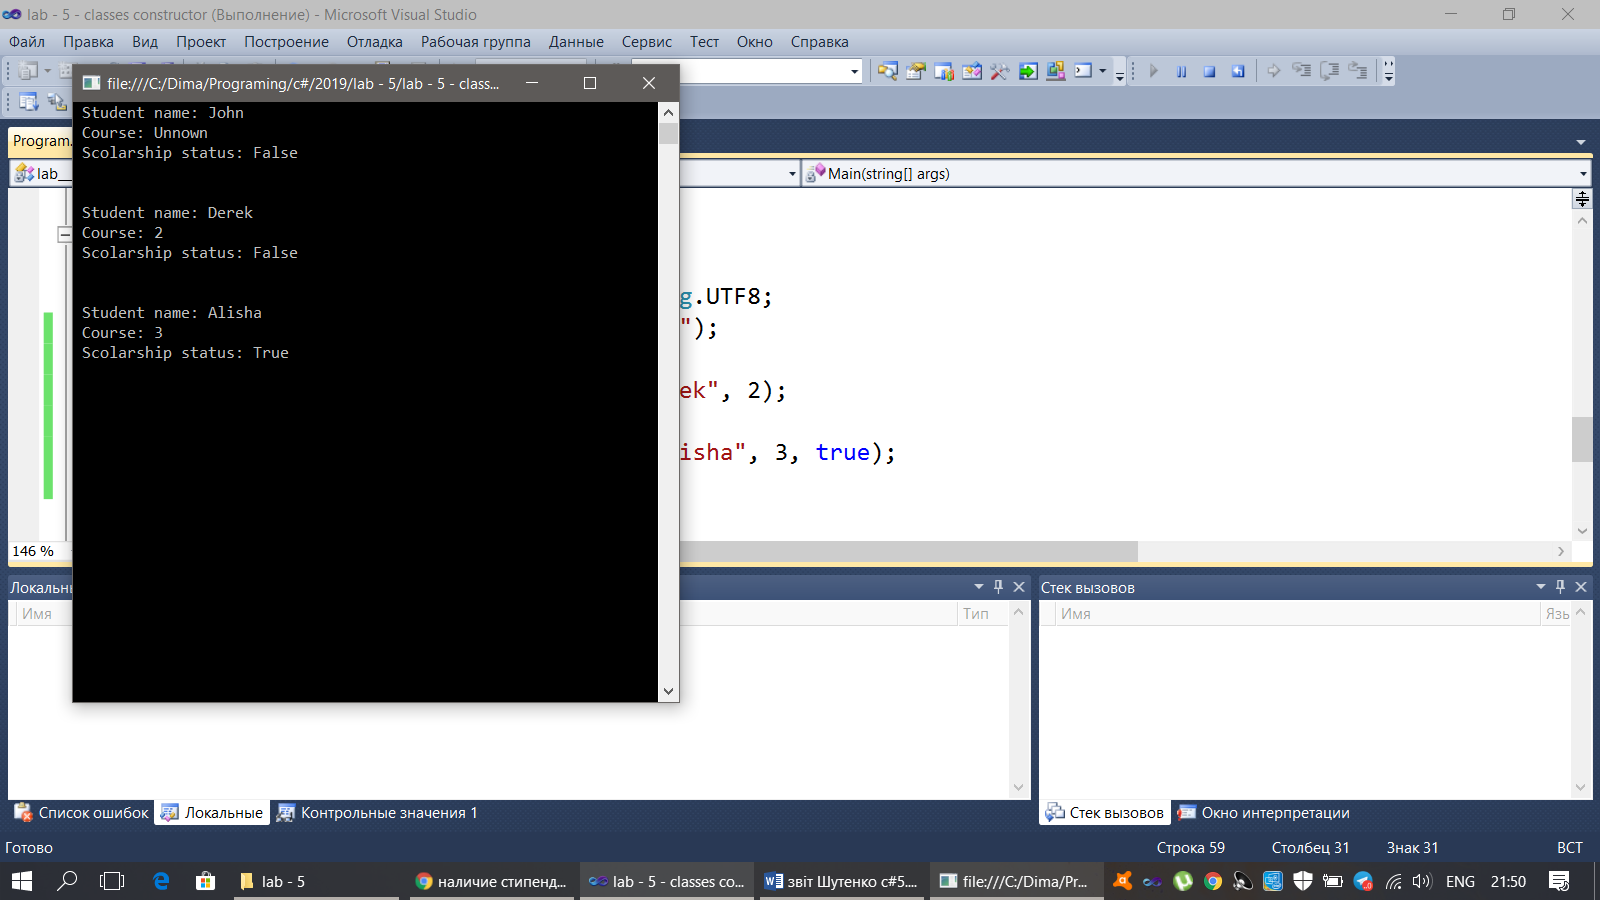 lab - 5 - classes constructor (Выполнение) - Microsoft Visual Studio
Файл Правка Вид Проект Построение Отладка Рабочая группа Данные Сервис Тест Окно Справка
file:///C:/Dima/Programing/c#/2019/lab - 5/lab - 5 - class...
Student name: John
Course: Unnown
Scolarship status: False
Student name: Derek
Course: 2
Scolarship status: False
Student name: Alisha
Course: 3
Scolarship status: True
Program.
lab__
Main(string[] args)
g.UTF8;
");
ek", 2);
isha", 3, true);
146 %
Локальны
Имя
Тип
Стек вызовов
Имя
Язы
Список ошибок Локальные Контрольные значения 1
Стек вызовов Окно интерпретации
Готово
Строка 59 Столбец 31 Знак 31 ВСТ
lab - 5
наличие стипенд...
lab - 5 - classes co...
звіт Шутенко c#5....
file:///C:/Dima/Pr...
ENG 21:50